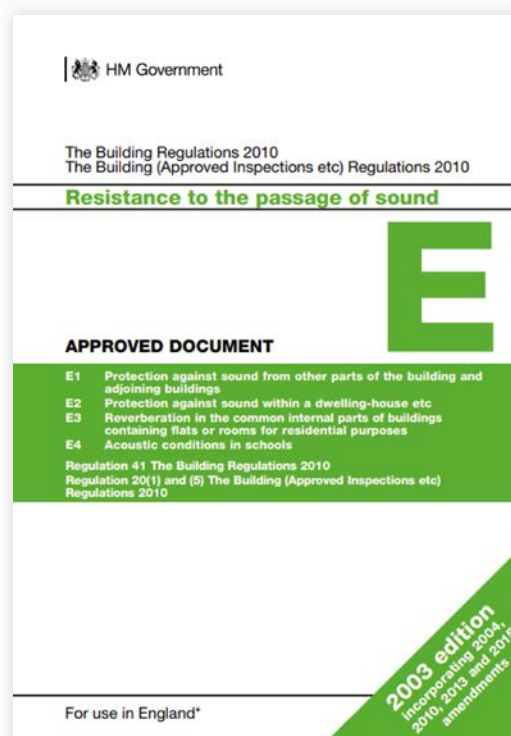 HM Government
The Building Regulations 2010
The Building (Approved Inspections etc) Regulations 2010
Resistance to the passage of sound
E
APPROVED DOCUMENT
E1 Protection against sound from other parts of the building and
adjoining buildings
E2 Protection against sound within a dwelling-house etc
E3 Reverberation in the common internal parts of buildings
containing flats or rooms for residential purposes
E4 Acoustic conditions in schools
Regulation 41 The Building Regulations 2010
Regulation 20(1) and (5) The Building (Approved Inspections etc)
Regulations 2010
2003 edition
incorporating 2004,
2010, 2013 and 2015
amendments
For use in England*